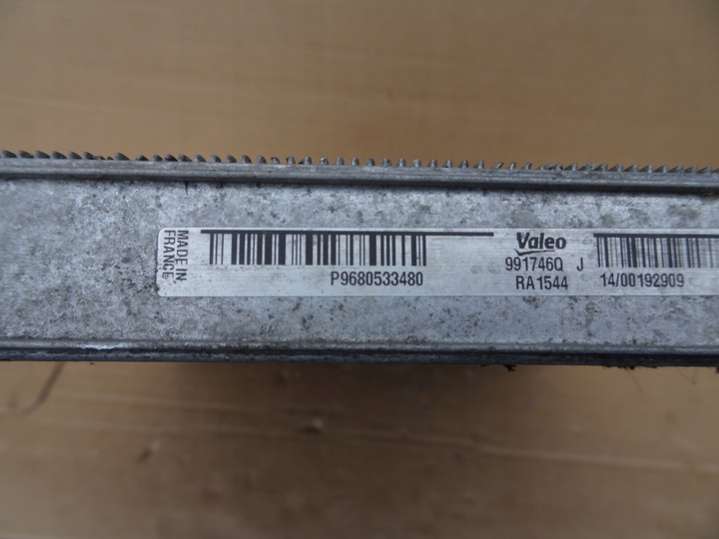 MADE IN
FRANCE
P9680533480
Valeo
991746Q J
RA1544
14/00192909